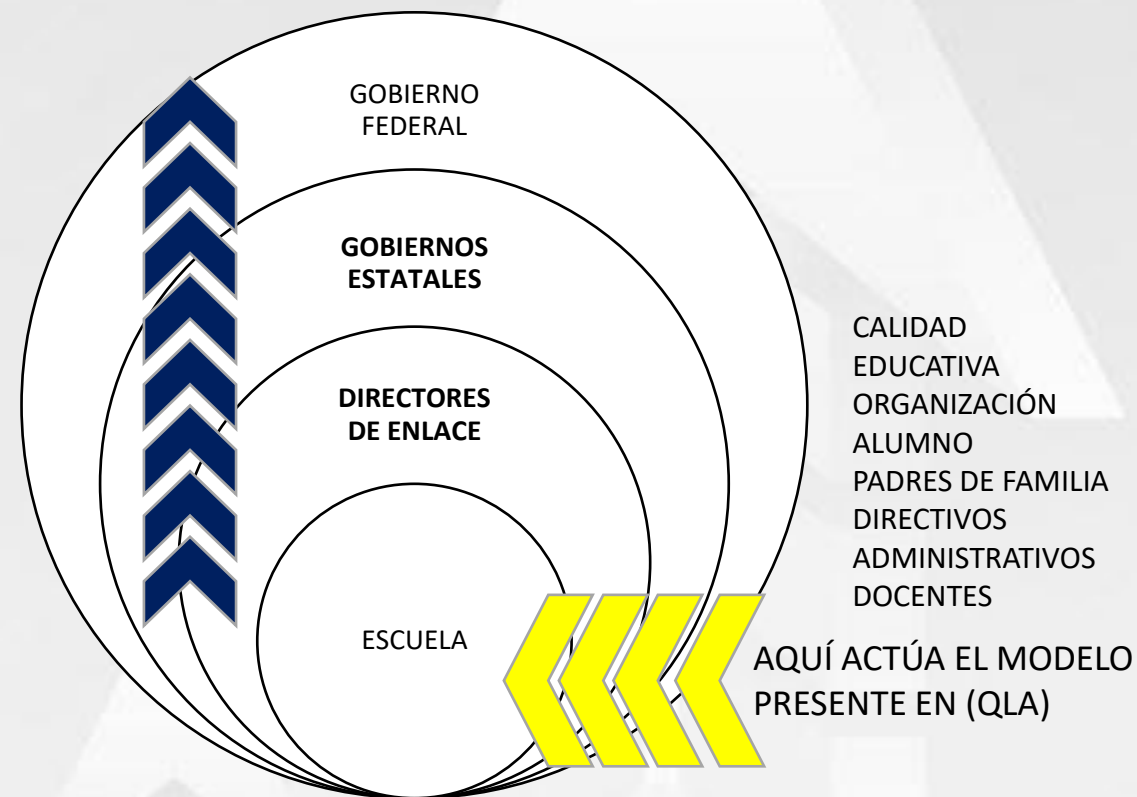 GOBIERNO
FEDERAL
GOBIERNOS
ESTATALES
DIRECTORES
DE ENLACE
ESCUELA
CALIDAD
EDUCATIVA
ORGANIZACIÓN
ALUMNO
PADRES DE FAMILIA
DIRECTIVOS
ADMINISTRATIVOS
DOCENTES
AQUÍ ACTÚA EL MODELO
PRESENTE EN (QLA)